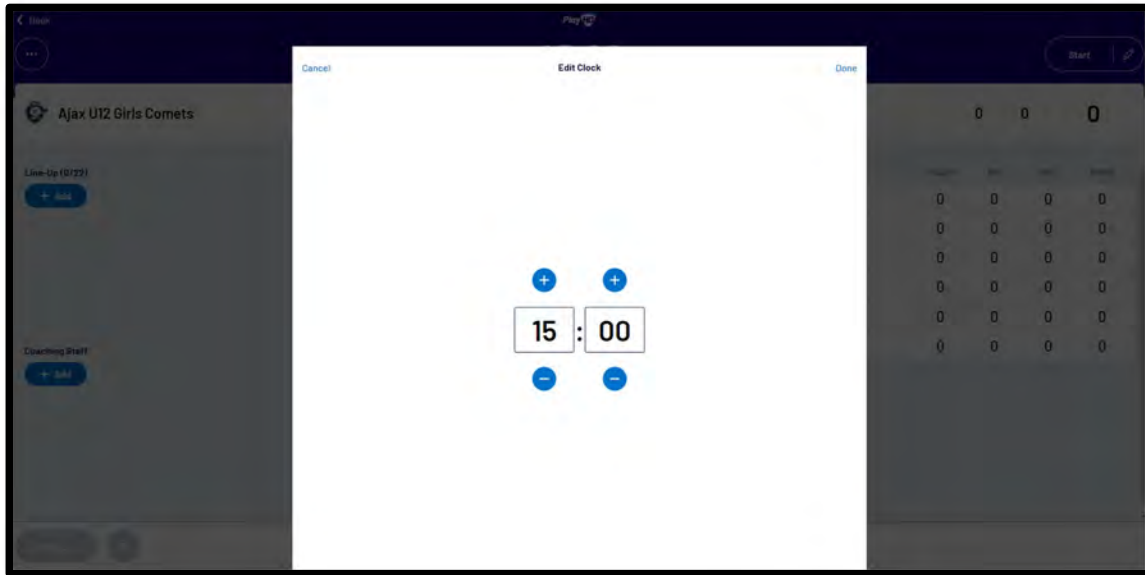 Back
PlayHQ
...
Start
Cancel
Edit Clock
Done
Ajax U12 Girls Comets
0 0 0
Line-Up (0/22)
+ Add
0 0 0 0
0 0 0 0
0 0 0 0
0 0 0 0
0 0 0 0
0 0 0 0
+ +
15 : 00
− −
Coaching Staff
+ Add